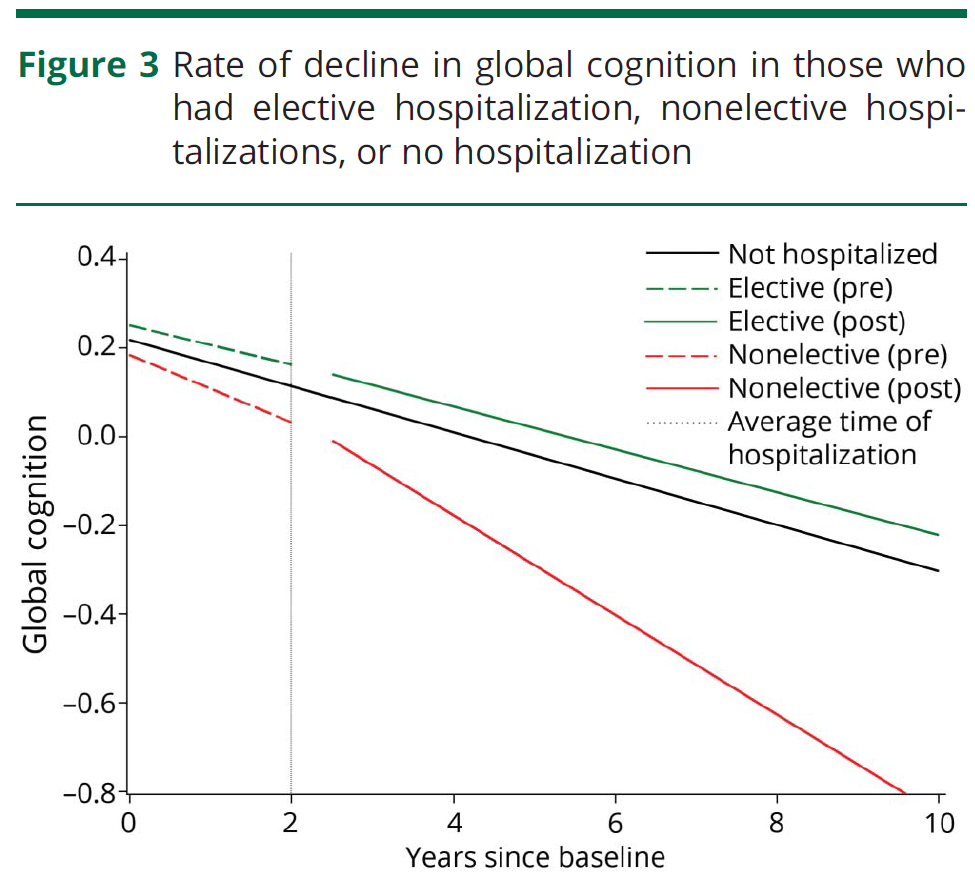 Figure 3 Rate of decline in global cognition in those who
had elective hospitalization, nonelective hospi-
talizations, or no hospitalization
0.4
0.2
0.0
−0.2
−0.4
−0.6
−0.8
Global cognition
Not hospitalized
Elective (pre)
Elective (post)
Nonelective (pre)
Nonelective (post)
Average time of
hospitalization
0 2 4 6 8 10
Years since baseline